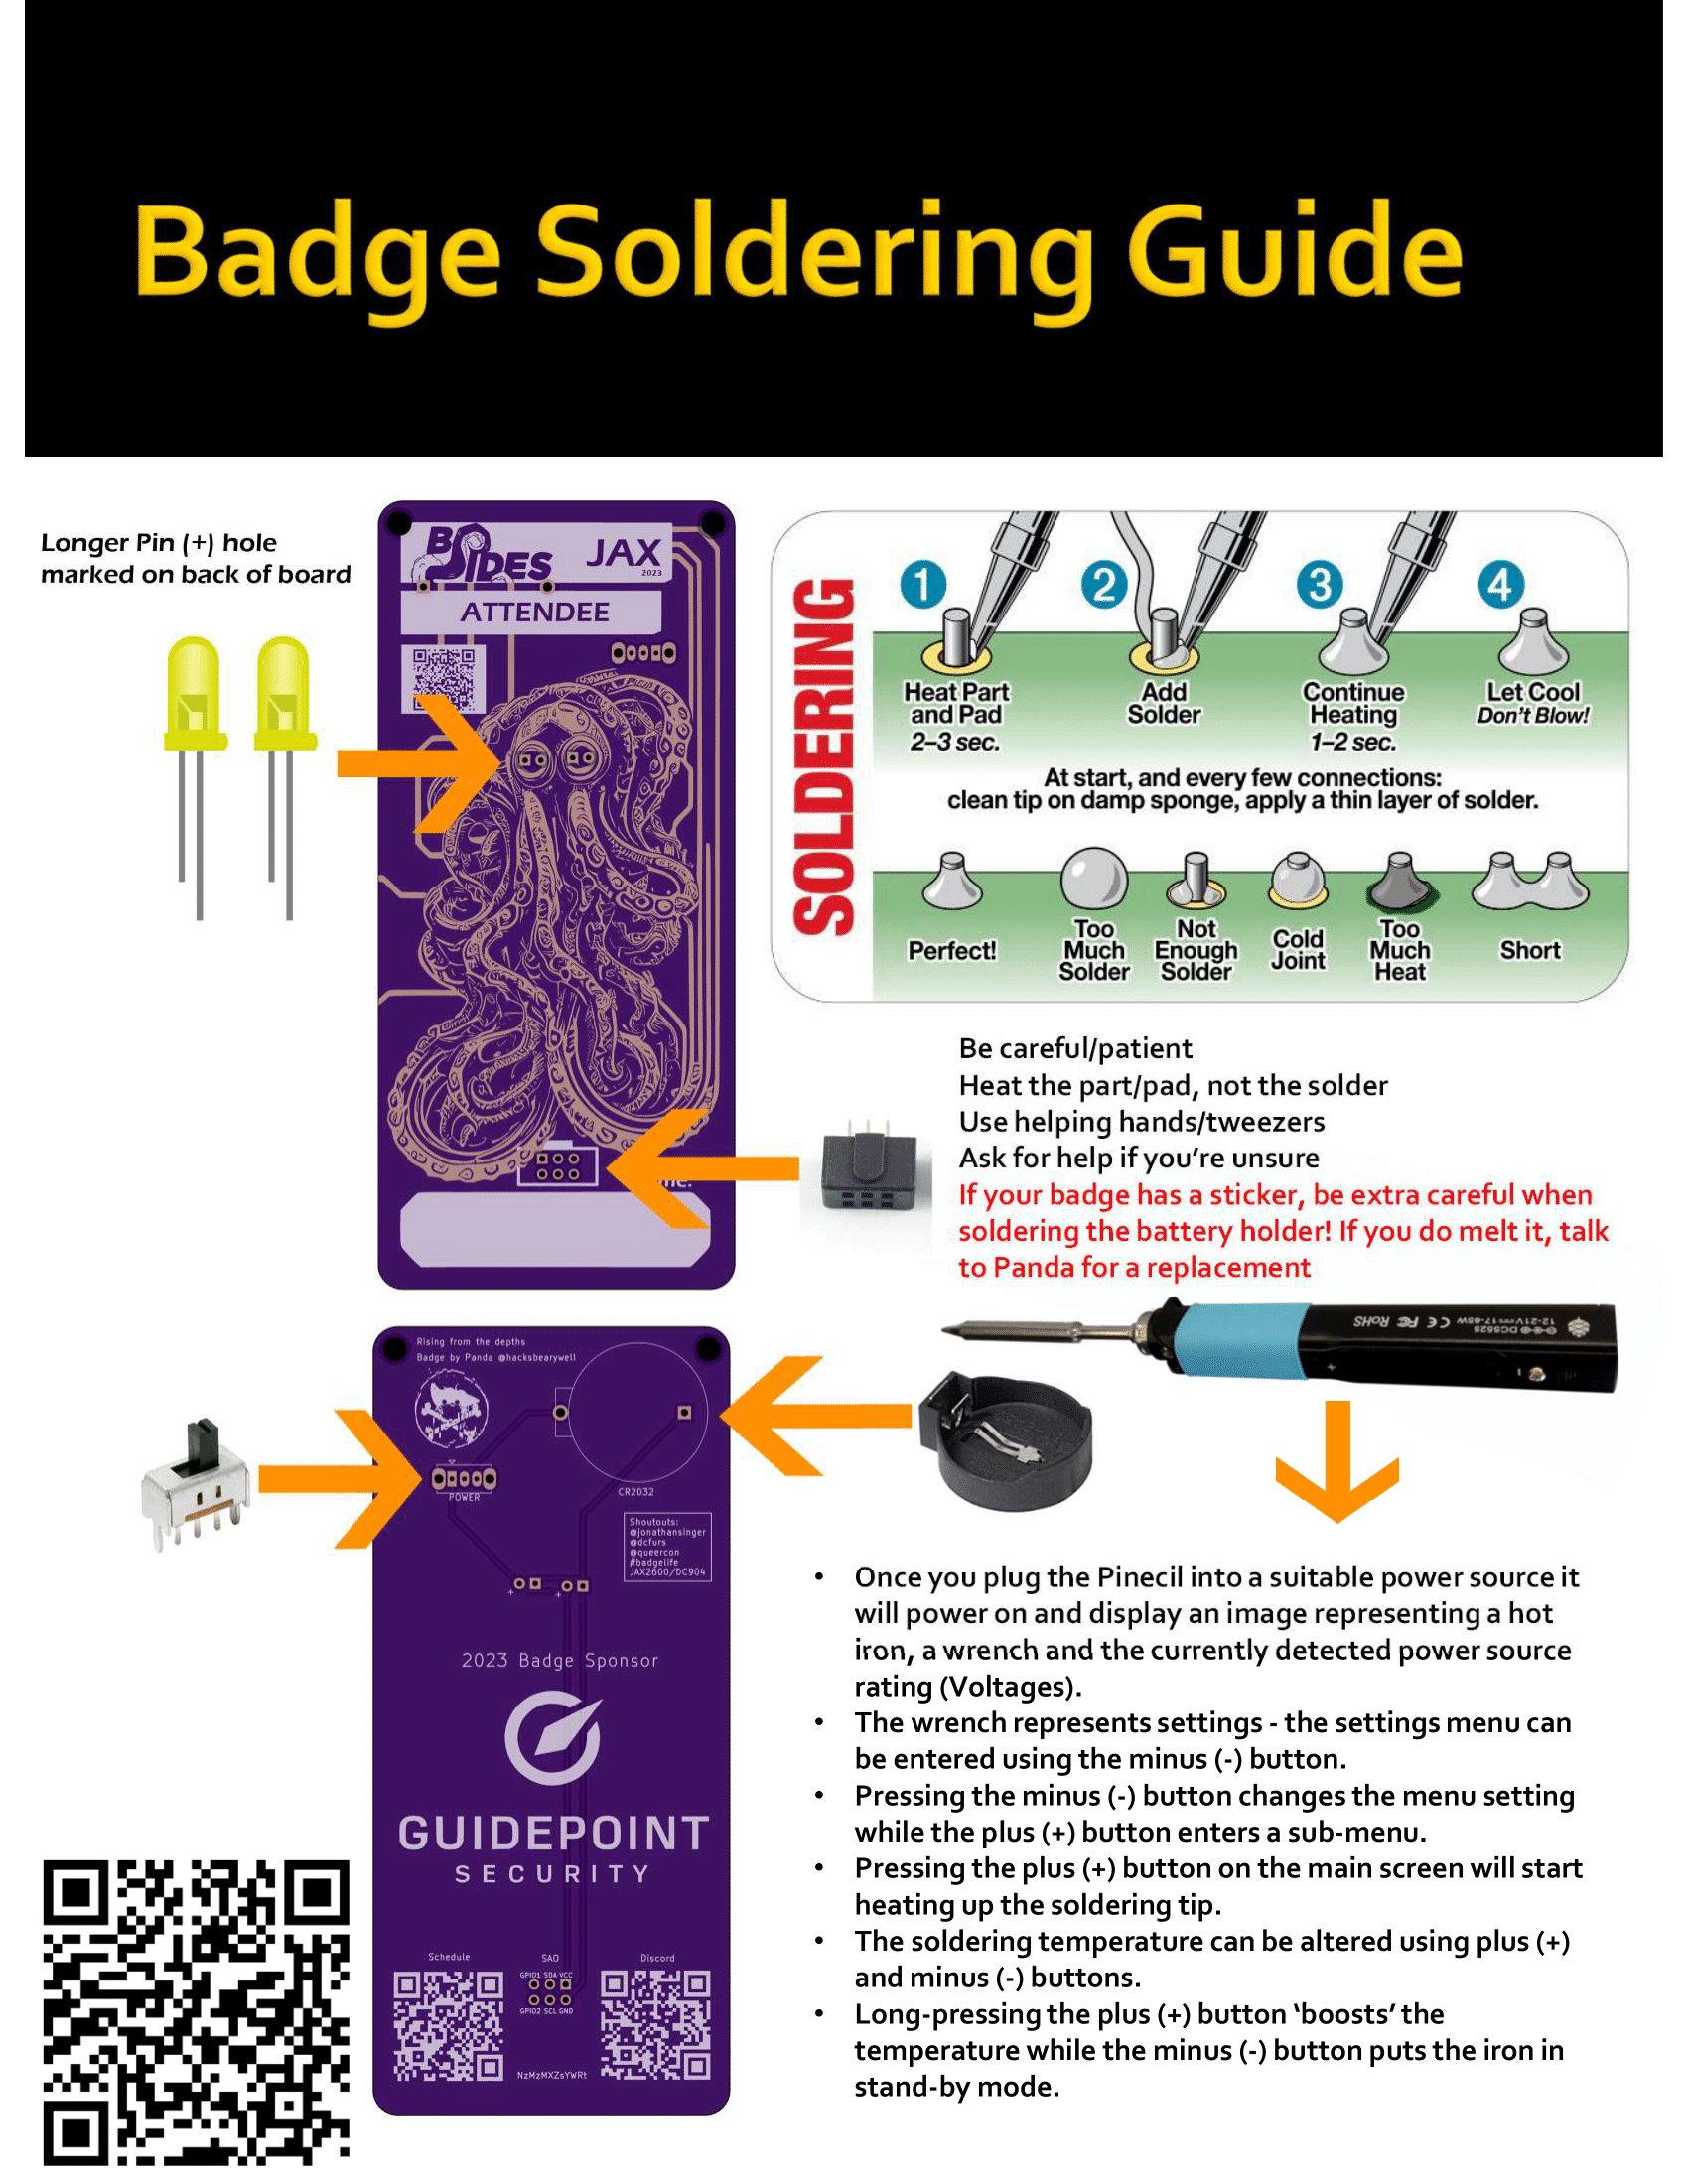 Badge Soldering Guide
Longer Pin (+) hole
marked on back of board
BSIDES JAX
2023
ATTENDEE
SOLDERING
1 2 3 4
Heat Part
and Pad
2–3 sec.
Add
Solder
Continue
Heating
1–2 sec.
Let Cool
Don't Blow!
At start, and every few connections:
clean tip on damp sponge, apply a thin layer of solder.
Perfect!
Too
Much
Solder
Not
Enough
Solder
Cold
Joint
Too
Much
Heat
Short
Be careful/patient
Heat the part/pad, not the solder
Use helping hands/tweezers
Ask for help if you're unsure
If your badge has a sticker, be extra careful when
soldering the battery holder! If you do melt it, talk
to Panda for a replacement
12-21V 17-65W CE FC RoHS
DC5525
Rising from the depths
Badge by Panda @hacksbearywell
POWER
CR2032
Shoutouts:
@jonathansinger
@dcfurs
@queercon
#badgelife
JAX2600/DC904
+ +
2023 Badge Sponsor
GUIDEPOINT
SECURITY
Schedule
SAO
Discord
GPIO1 SDA VCC
GPIO2 SCL GND
NzMzMXZsYWRt
• Once you plug the Pinecil into a suitable power source it
will power on and display an image representing a hot
iron, a wrench and the currently detected power source
rating (Voltages).
• The wrench represents settings - the settings menu can
be entered using the minus (-) button.
• Pressing the minus (-) button changes the menu setting
while the plus (+) button enters a sub-menu.
• Pressing the plus (+) button on the main screen will start
heating up the soldering tip.
• The soldering temperature can be altered using plus (+)
and minus (-) buttons.
• Long-pressing the plus (+) button 'boosts' the
temperature while the minus (-) button puts the iron in
stand-by mode.